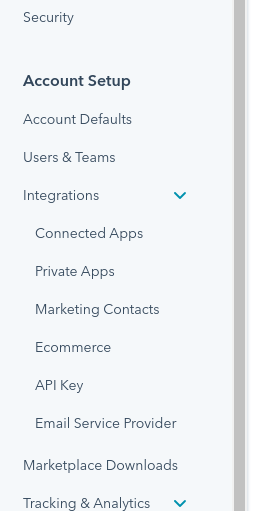 Security
Account Setup
Account Defaults
Users & Teams
Integrations
Connected Apps
Private Apps
Marketing Contacts
Ecommerce
API Key
Email Service Provider
Marketplace Downloads
Tracking & Analytics